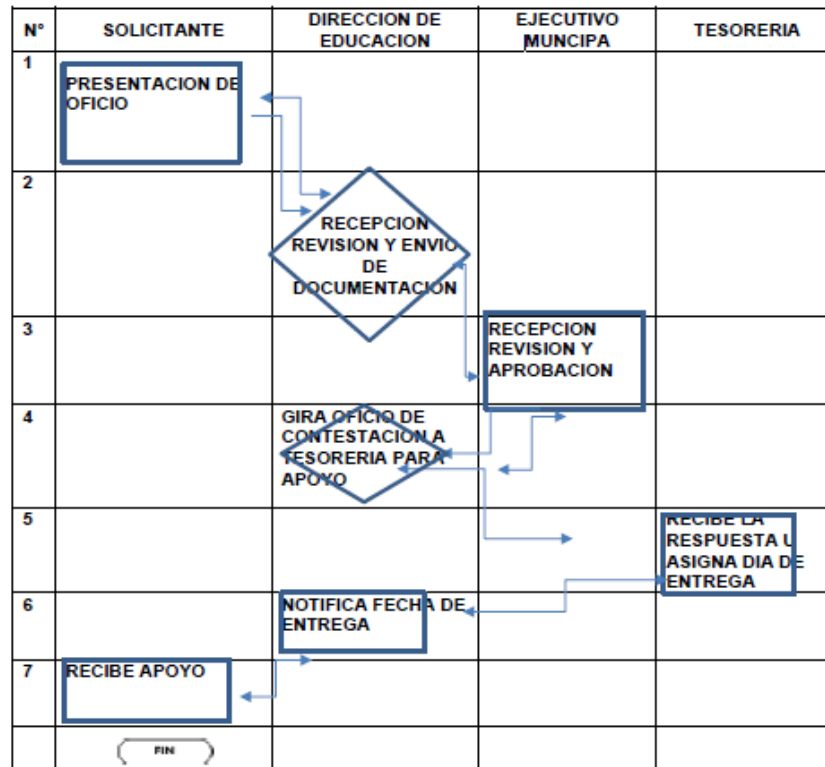 N° SOLICITANTE DIRECCION DE EDUCACION EJECUTIVO MUNCIPA TESORERIA
1
PRESENTACION DE
OFICIO
2
RECEPCION
REVISION Y ENVIO
DE
DOCUMENTACION
3
RECEPCION
REVISION Y
APROBACION
4
GIRA OFICIO DE
CONTESTACION A
TESORERIA PARA
APOYO
5
RECIBE LA
RESPUESTA U
ASIGNA DIA DE
ENTREGA
6
NOTIFICA FECHA DE
ENTREGA
7
RECIBE APOYO
FIN